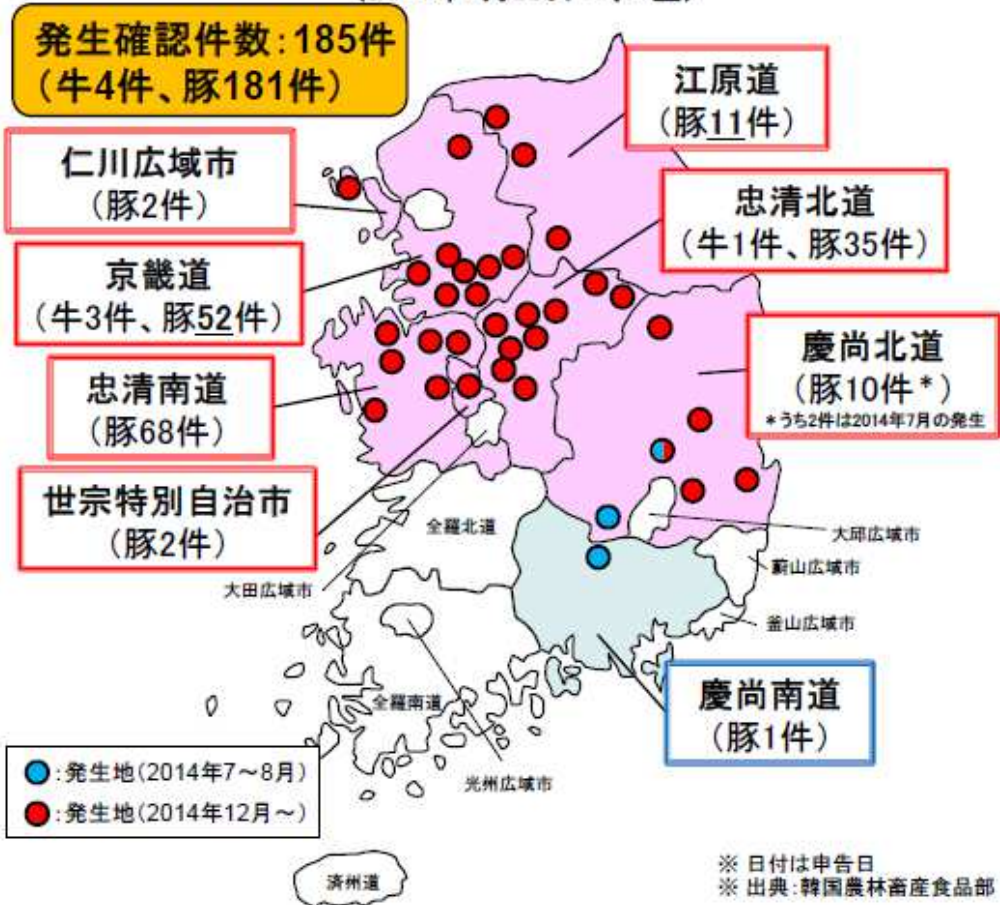 発生確認件数:185件
(牛4件、豚181件)
江原道
(豚11件)
仁川広域市
(豚2件)
忠清北道
(牛1件、豚35件)
京畿道
(牛3件、豚52件)
慶尚北道
(豚10件*)
*うち2件は2014年7月の発生
忠清南道
(豚68件)
世宗特別自治市
(豚2件)
全羅北道
大邱広域市
大田広域市
蔚山広域市
釜山広域市
慶尚南道
(豚1件)
全羅南道
●:発生地(2014年7~8月)
●:発生地(2014年12月~)
光州広域市
済州道
※ 日付は申告日
※ 出典:韓国農林畜産食品部